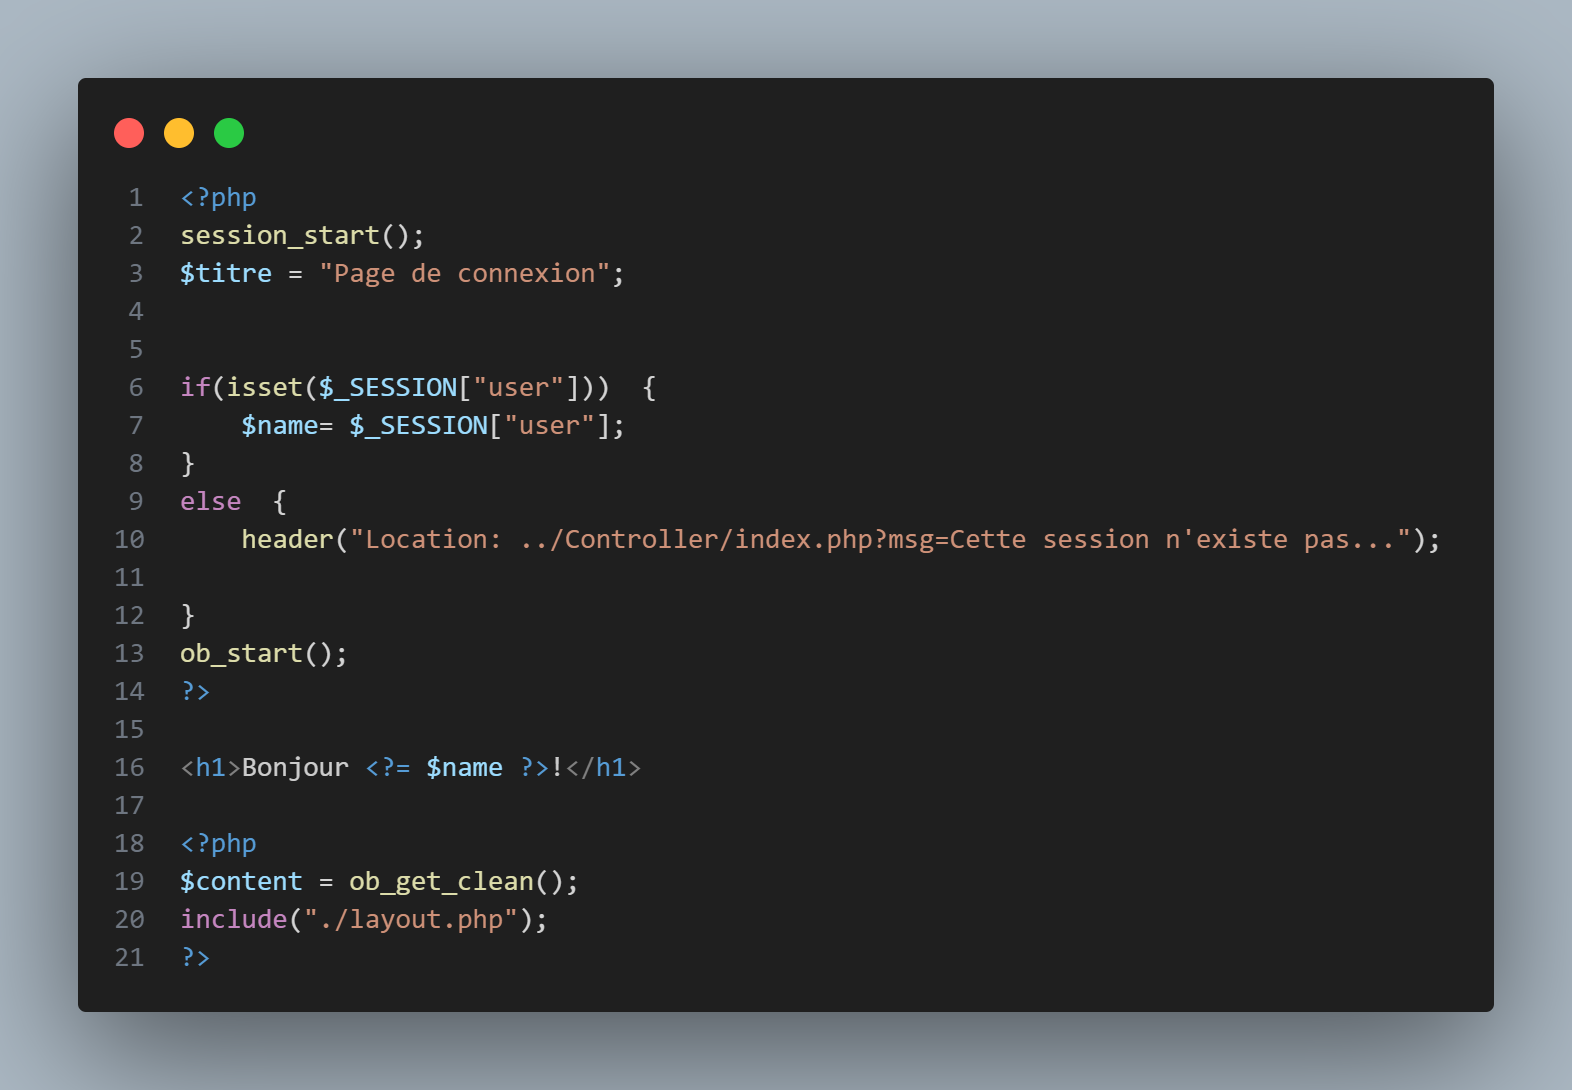 1 <?php
2 session_start();
3 $titre = "Page de connexion";
4
5
6 if(isset($_SESSION["user"]))  {
7     $name= $_SESSION["user"];
8 }
9 else  {
10     header("Location: ../Controller/index.php?msg=Cette session n'existe pas...");
11
12 }
13 ob_start();
14 ?>
15
16 <h1>Bonjour <?= $name ?>!</h1>
17
18 <?php
19 $content = ob_get_clean();
20 include("./layout.php");
21 ?>